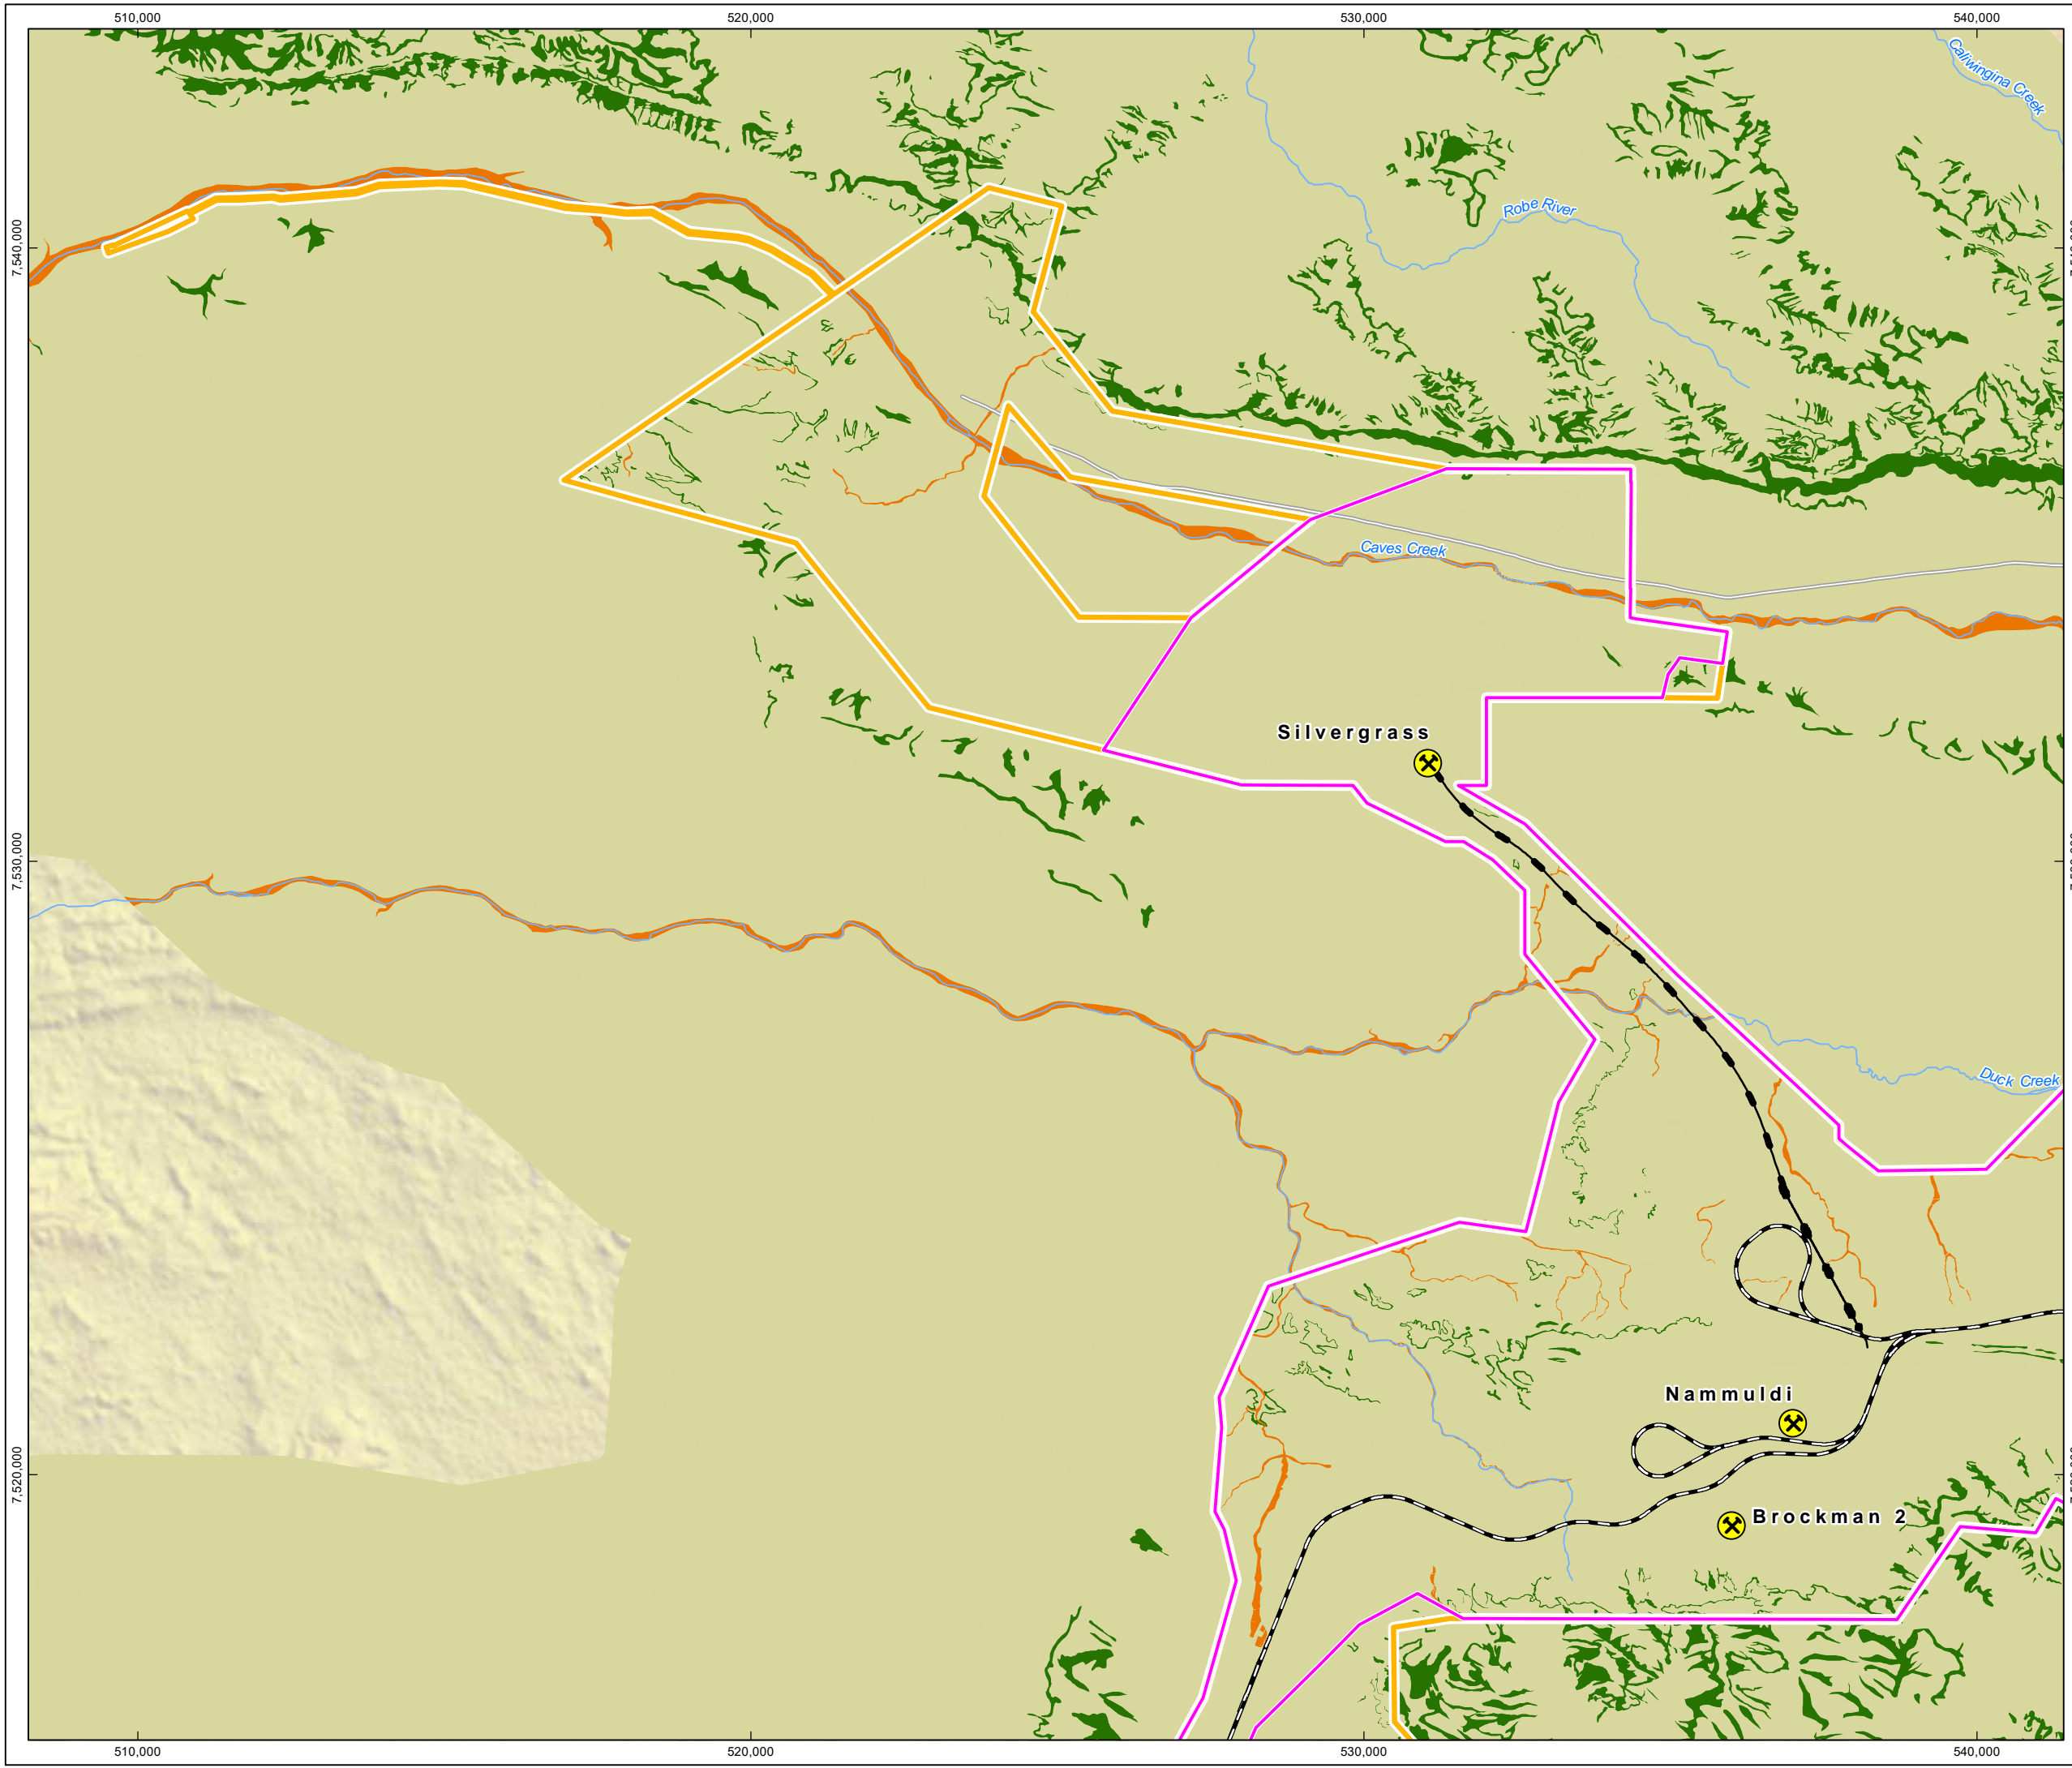 510,000
520,000
530,000
540,000
Caliwingina Creek
Robe River
7,540,000
Caves Creek
Silvergrass
7,530,000
Duck Creek
Nammuldi
7,520,000
Brockman 2
510,000
520,000
530,000
540,000